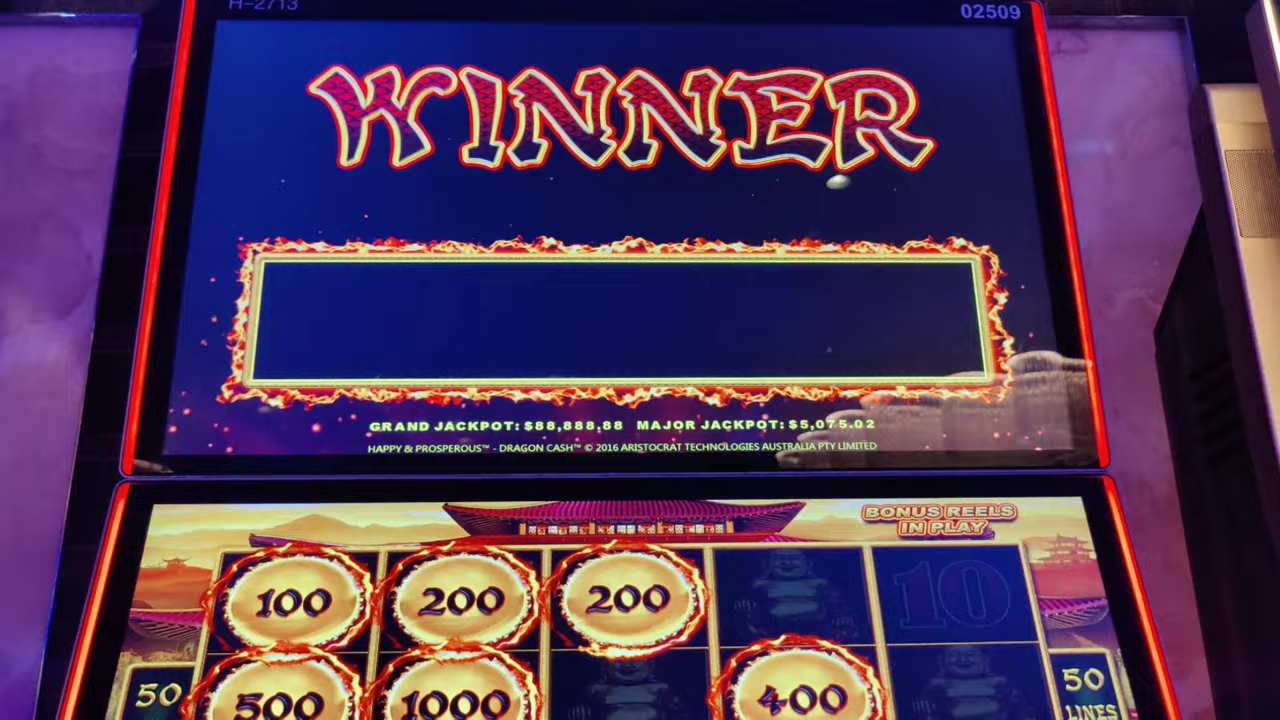 H-2713
02509
WINNER
GRAND JACKPOT: $88,888.88 MAJOR JACKPOT: $5,075.02
HAPPY & PROSPEROUS™ - DRAGON CASH™ © 2016 ARISTOCRAT TECHNOLOGIES AUSTRALIA PTY LIMITED
BONUS REELS
IN PLAY
100 200 200 10
50 500 1000 400 50
LINES